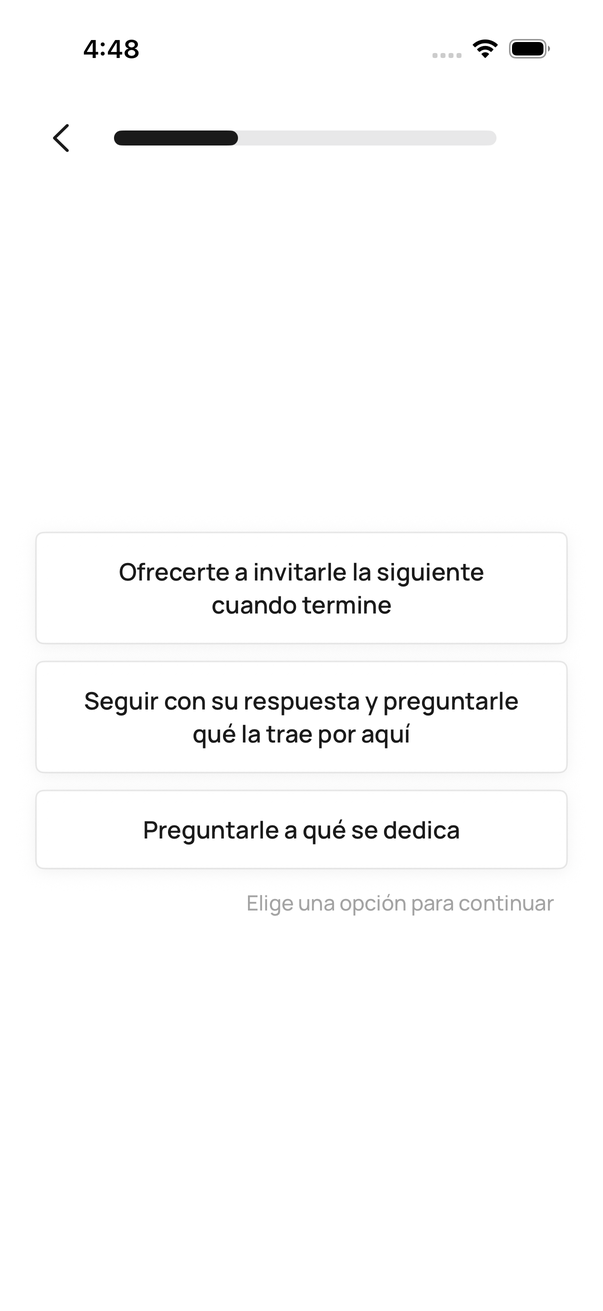 4:48
Ofrecerte a invitarle la siguiente
cuando termine
Seguir con su respuesta y preguntarle
qué la trae por aquí
Preguntarle a qué se dedica
Elige una opción para continuar